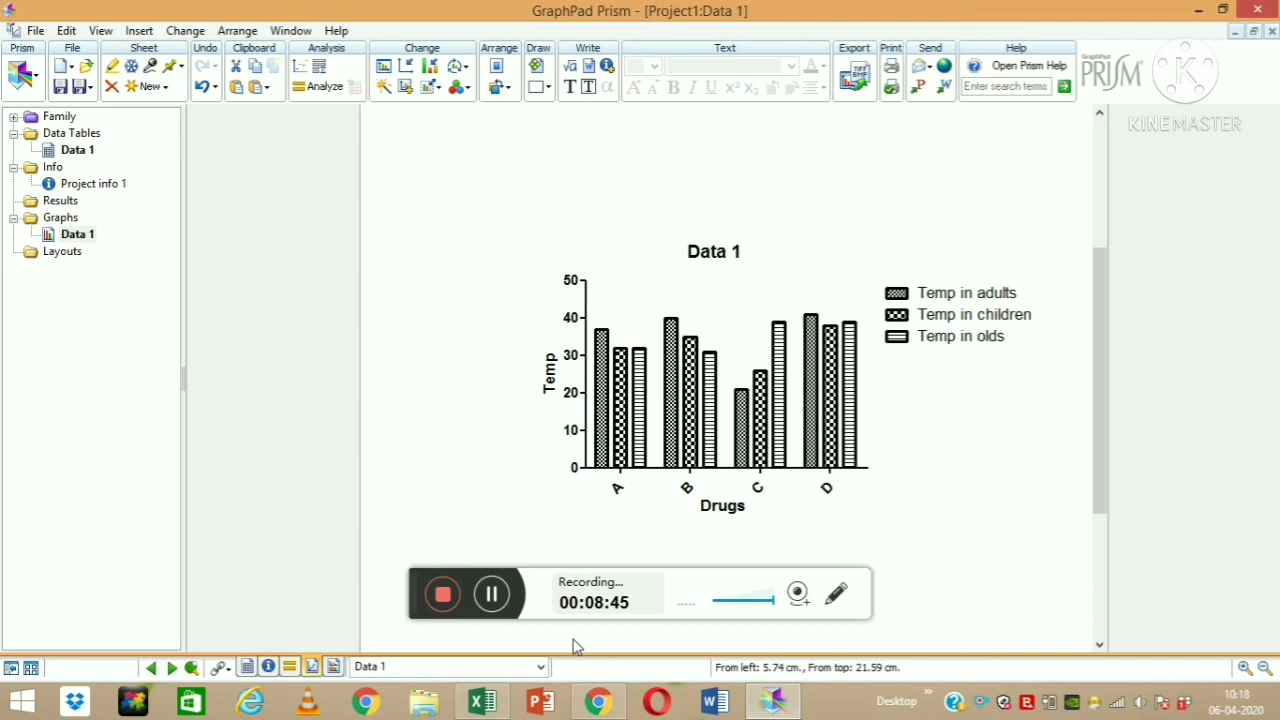 GraphPad Prism - [Project1:Data 1]
File Edit View Insert Change Arrange Window Help
Prism File Sheet Undo Clipboard Analysis Change Arrange Draw Write Text Export Print Send Help
Open Prism Help
New
Analyze
Enter search terms
GraphPad
PRISM
K
KINEMASTER
Family
Data Tables
Data 1
Info
Project info 1
Results
Graphs
Data 1
Layouts
Data 1
Temp in adults
Temp in children
Temp in olds
50
40
30
20
10
0
Temp
A B C D
Drugs
Recording...
00:08:45
Data 1
From left: 5.74 cm., From top: 21.59 cm.
Desktop
10:18
06-04-2020